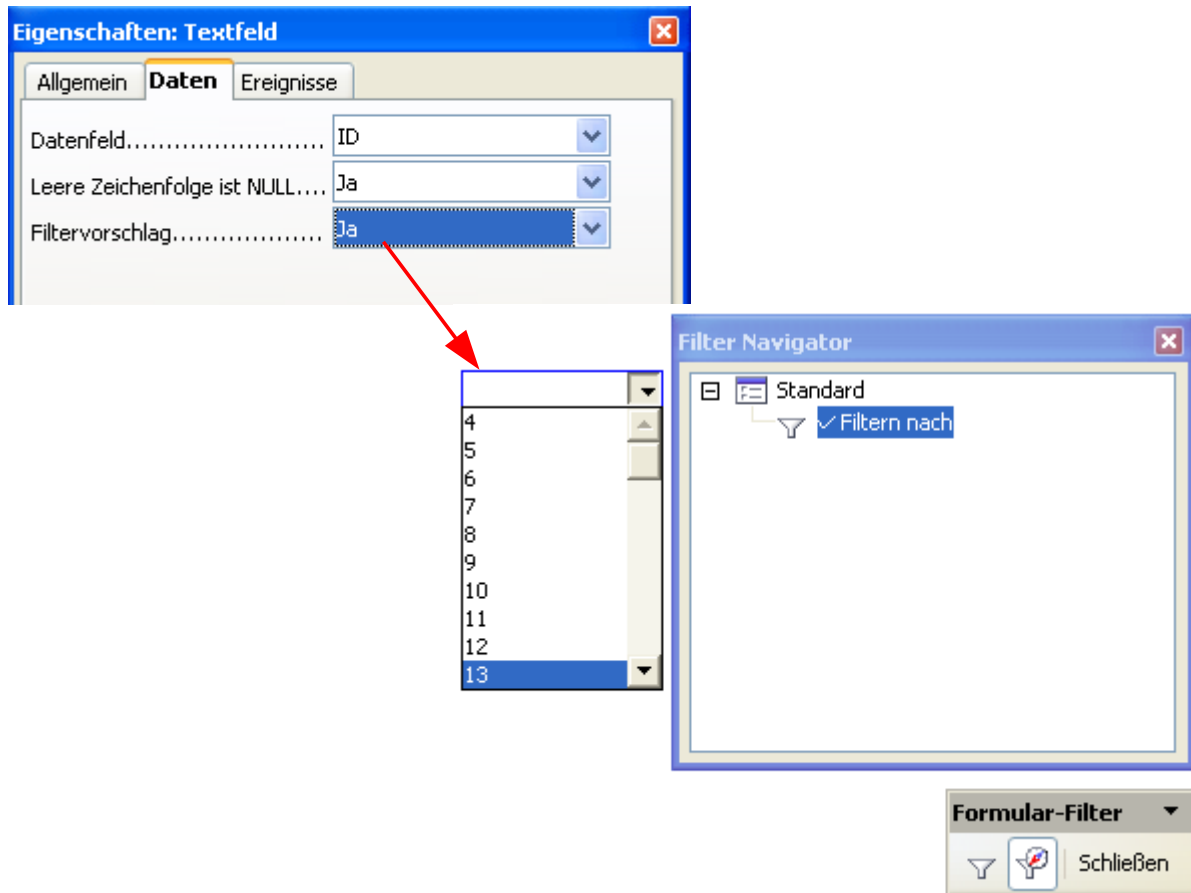 Eigenschaften: Textfeld
Allgemein Daten Ereignisse
Datenfeld......................... ID
Leere Zeichenfolge ist NULL.... Ja
Filtervorschlag................... Ja
Filter Navigator
Standard
Filtern nach
4
5
6
7
8
9
10
11
12
13
Formular-Filter
Schließen